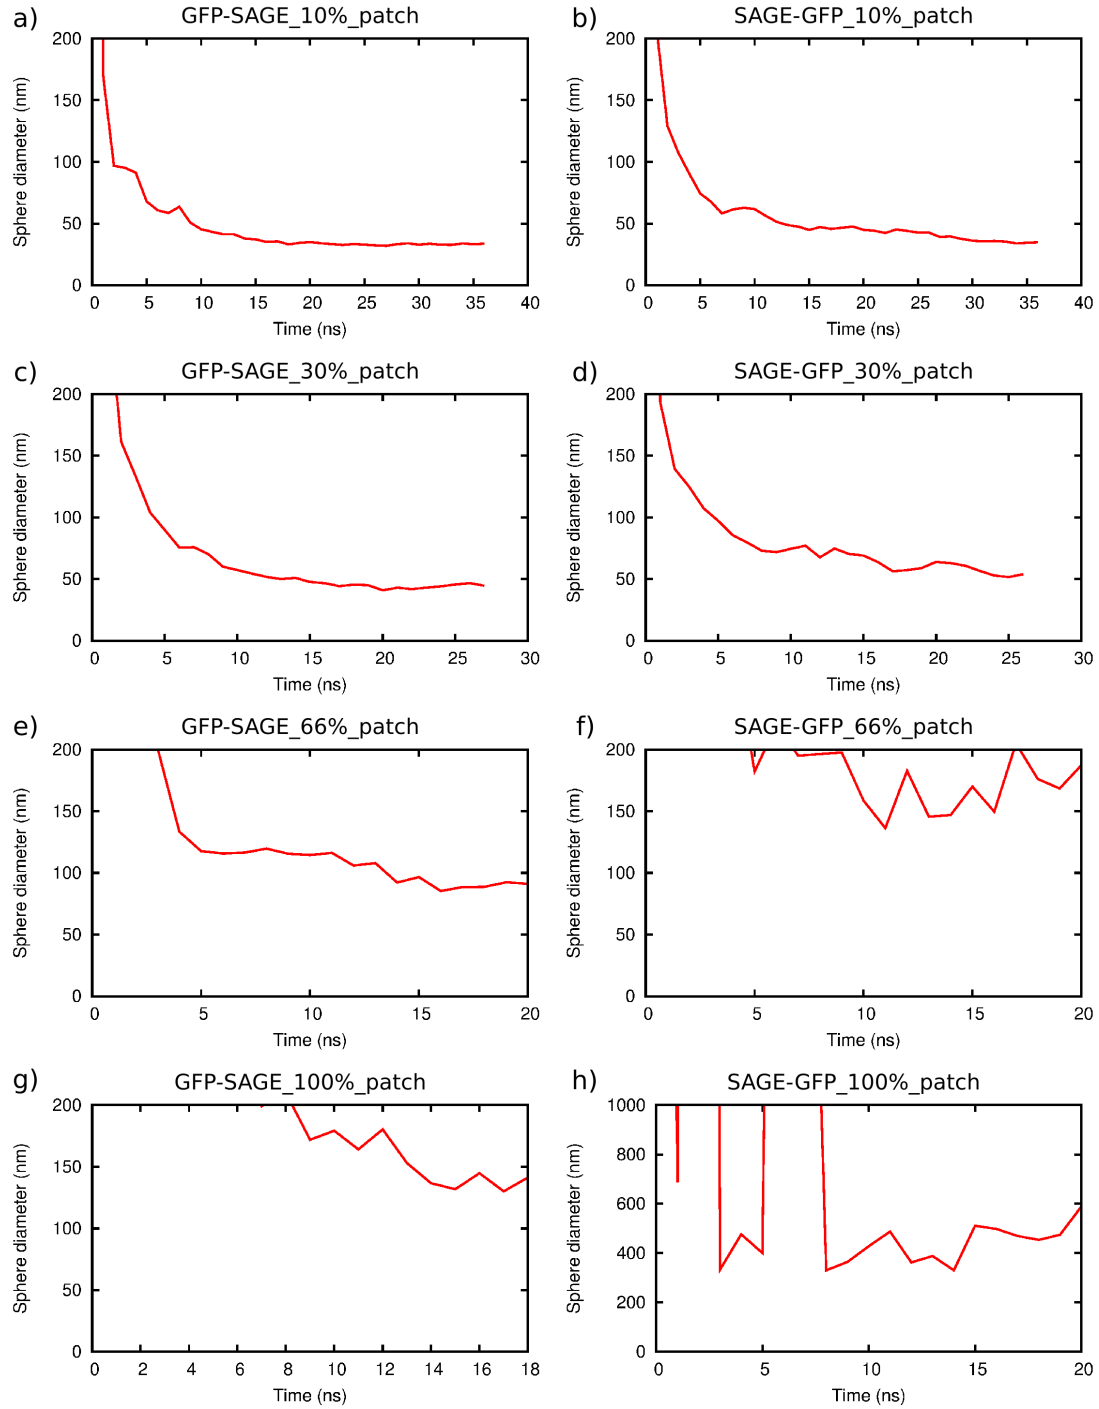 a) GFP-SAGE_10%_patch
200
150
100
50
0
Sphere diameter (nm)
0 5 10 15 20 25 30 35 40
Time (ns)
b) SAGE-GFP_10%_patch
200
150
100
50
0
Sphere diameter (nm)
0 5 10 15 20 25 30 35 40
Time (ns)
c) GFP-SAGE_30%_patch
200
150
100
50
0
Sphere diameter (nm)
0 5 10 15 20 25 30
Time (ns)
d) SAGE-GFP_30%_patch
200
150
100
50
0
Sphere diameter (nm)
0 5 10 15 20 25 30
Time (ns)
e) GFP-SAGE_66%_patch
200
150
100
50
0
Sphere diameter (nm)
0 5 10 15 20
Time (ns)
f) SAGE-GFP_66%_patch
200
150
100
50
0
Sphere diameter (nm)
0 5 10 15 20
Time (ns)
g) GFP-SAGE_100%_patch
200
150
100
50
0
Sphere diameter (nm)
0 2 4 6 8 10 12 14 16 18
Time (ns)
h) SAGE-GFP_100%_patch
1000
800
600
400
200
0
Sphere diameter (nm)
0 5 10 15 20
Time (ns)